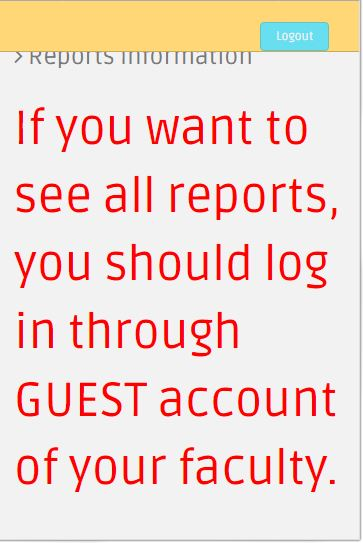 Logout
> Reports Information
If you want to
see all reports,
you should log
in through
GUEST account
of your faculty.